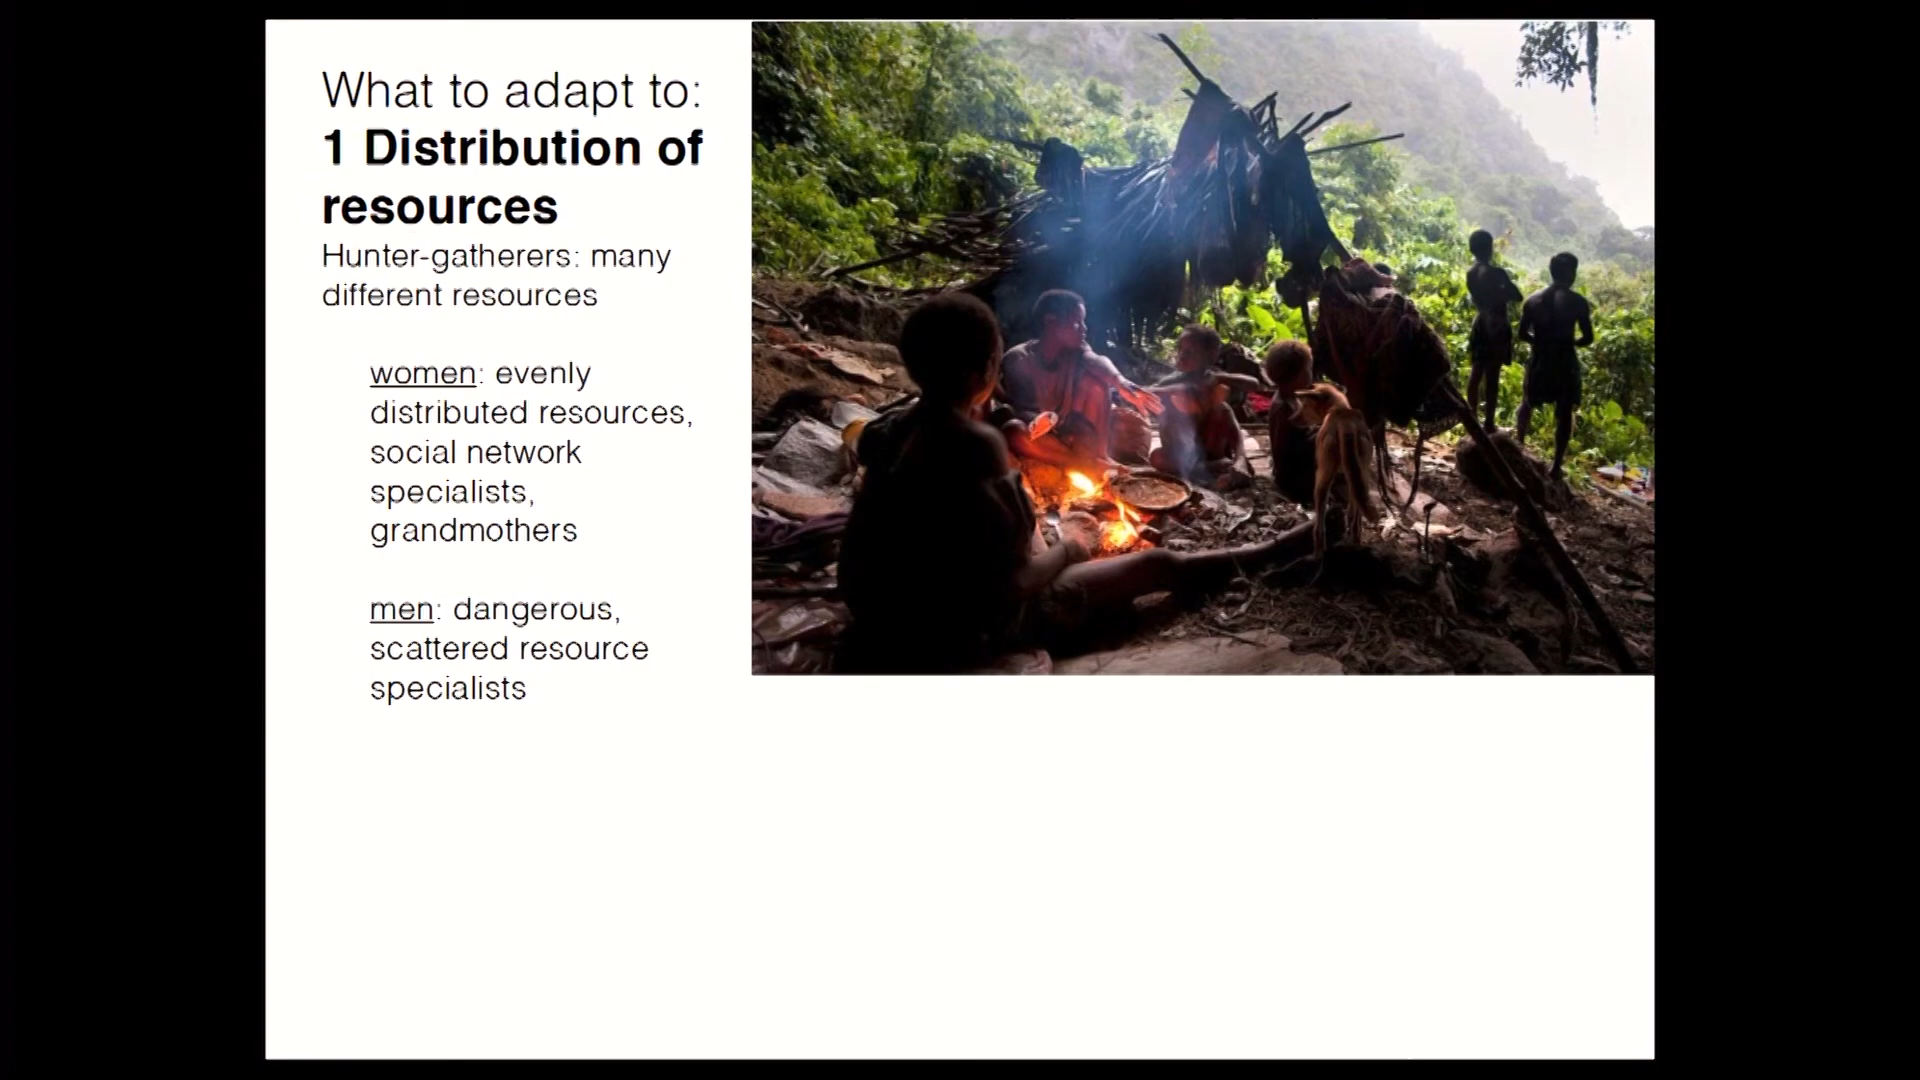 What to adapt to:
1 Distribution of
resources
Hunter-gatherers: many
different resources
women: evenly
distributed resources,
social network
specialists,
grandmothers
men: dangerous,
scattered resource
specialists